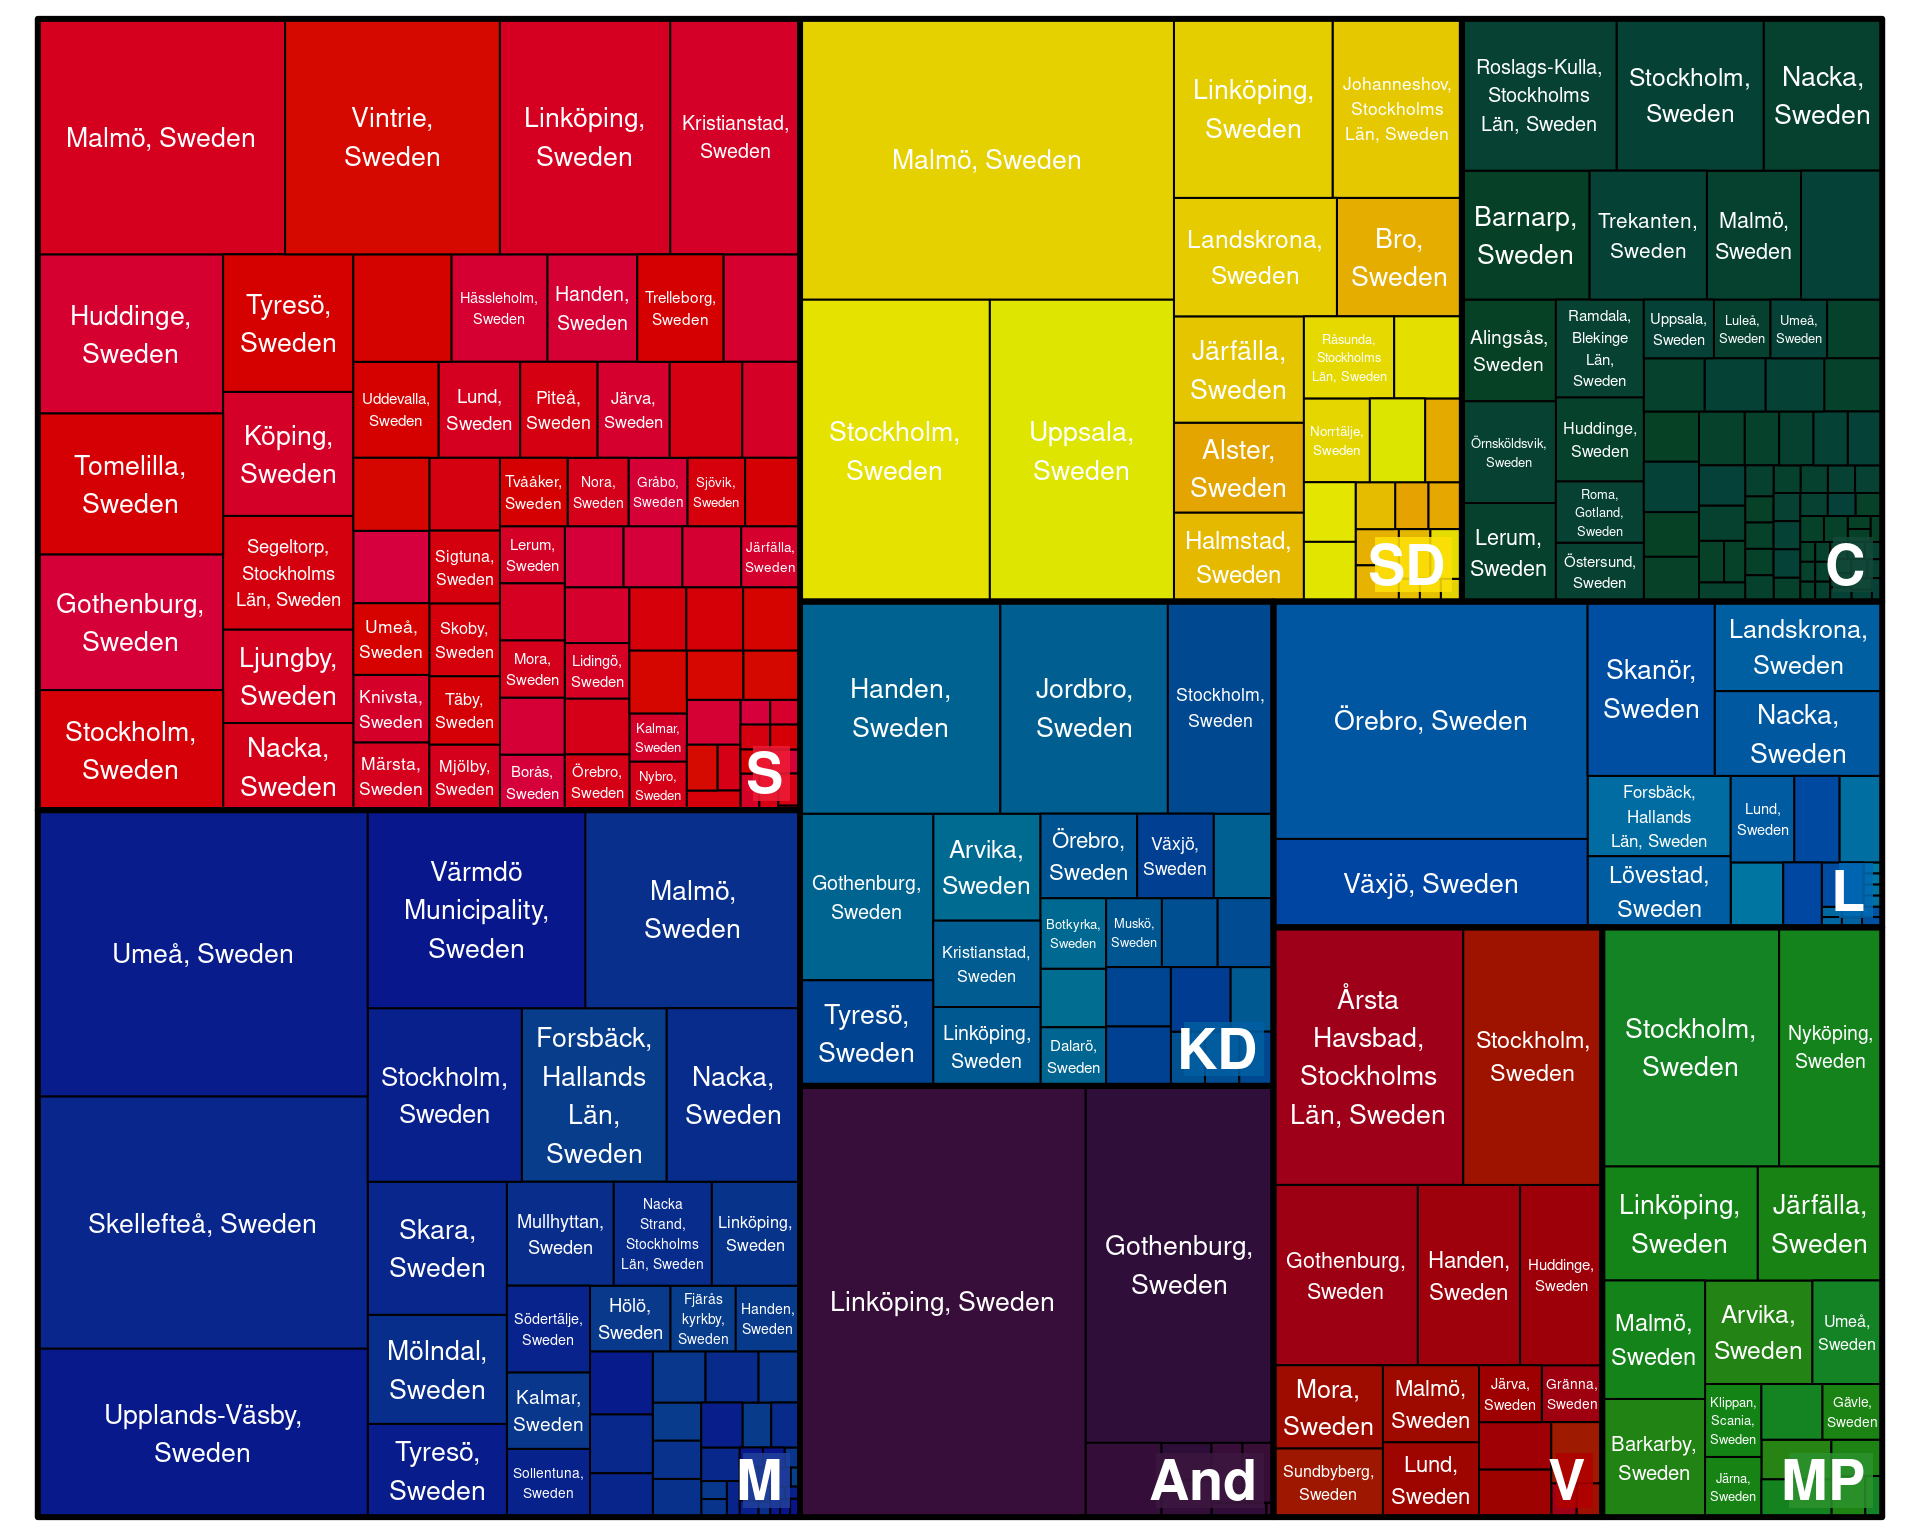 Malmö, Sweden
Vintrie,
Sweden
Linköping,
Sweden
Kristianstad,
Sweden
Huddinge,
Sweden
Tyresö,
Sweden
Hässleholm,
Sweden
Handen,
Sweden
Trelleborg,
Sweden
Uddevalla,
Sweden
Lund,
Sweden
Piteå,
Sweden
Järva,
Sweden
Tomelilla,
Sweden
Köping,
Sweden
Tvååker,
Sweden
Nora,
Sweden
Gråbo,
Sweden
Sjövik,
Sweden
Segeltorp,
Stockholms
Län, Sweden
Sigtuna,
Sweden
Lerum,
Sweden
Järfälla,
Sweden
Gothenburg,
Sweden
Umeå,
Sweden
Skoby,
Sweden
Ljungby,
Sweden
Mora,
Sweden
Lidingö,
Sweden
Knivsta,
Sweden
Täby,
Sweden
Stockholm,
Sweden
Nacka,
Sweden
Kalmar,
Sweden
Märsta,
Sweden
Mjölby,
Sweden
Borås,
Sweden
Örebro,
Sweden
Nybro,
Sweden
S
Malmö, Sweden
Linköping,
Sweden
Johanneshov,
Stockholms
Län, Sweden
Landskrona,
Sweden
Bro,
Sweden
Stockholm,
Sweden
Uppsala,
Sweden
Järfälla,
Sweden
Råsunda,
Stockholms
Län, Sweden
Alster,
Sweden
Norrtälje,
Sweden
Halmstad,
Sweden
SD
Roslags-Kulla,
Stockholms
Län, Sweden
Stockholm,
Sweden
Nacka,
Sweden
Barnarp,
Sweden
Trekanten,
Sweden
Malmö,
Sweden
Alingsås,
Sweden
Ramdala,
Blekinge
Län,
Sweden
Uppsala,
Sweden
Luleå,
Sweden
Umeå,
Sweden
Örnsköldsvik,
Sweden
Huddinge,
Sweden
Roma,
Gotland,
Sweden
Lerum,
Sweden
Östersund,
Sweden
C
Umeå, Sweden
Värmdö
Municipality,
Sweden
Malmö,
Sweden
Stockholm,
Sweden
Forsbäck,
Hallands
Län,
Sweden
Nacka,
Sweden
Skellefteå, Sweden
Skara,
Sweden
Mullhyttan,
Sweden
Nacka
Strand,
Stockholms
Län, Sweden
Linköping,
Sweden
Södertälje,
Sweden
Hölö,
Sweden
Fjärås
kyrkby,
Sweden
Handen,
Sweden
Mölndal,
Sweden
Kalmar,
Sweden
Upplands-Väsby,
Sweden
Tyresö,
Sweden
Sollentuna,
Sweden
M
Handen,
Sweden
Jordbro,
Sweden
Stockholm,
Sweden
Gothenburg,
Sweden
Arvika,
Sweden
Örebro,
Sweden
Växjö,
Sweden
Botkyrka,
Sweden
Muskö,
Sweden
Kristianstad,
Sweden
Tyresö,
Sweden
Linköping,
Sweden
Dalarö,
Sweden
KD
Örebro, Sweden
Skanör,
Sweden
Landskrona,
Sweden
Nacka,
Sweden
Forsbäck,
Hallands
Län, Sweden
Lund,
Sweden
Växjö, Sweden
Lövestad,
Sweden
L
Linköping, Sweden
Gothenburg,
Sweden
And
Årsta
Havsbad,
Stockholms
Län, Sweden
Stockholm,
Sweden
Gothenburg,
Sweden
Handen,
Sweden
Huddinge,
Sweden
Mora,
Sweden
Malmö,
Sweden
Järva,
Sweden
Gränna,
Sweden
Sundbyberg,
Sweden
Lund,
Sweden
V
Stockholm,
Sweden
Nyköping,
Sweden
Linköping,
Sweden
Järfälla,
Sweden
Malmö,
Sweden
Arvika,
Sweden
Umeå,
Sweden
Klippan,
Scania,
Sweden
Gävle,
Sweden
Barkarby,
Sweden
Järna,
Sweden
MP